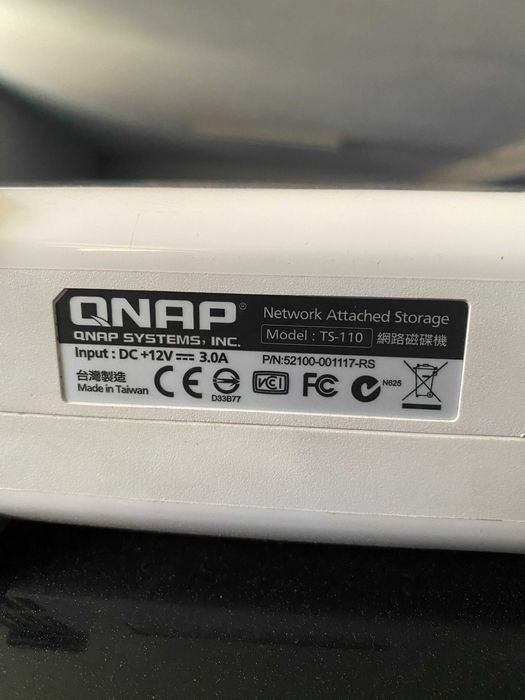 QNAP®
QNAP SYSTEMS, INC.
Network Attached Storage
Model : TS-110 網路磁碟機
Input : DC +12V ⎓ 3.0A
P/N:52100-001117-RS
台灣製造
Made in Taiwan
CE
D33B77
VCI
FC
N625